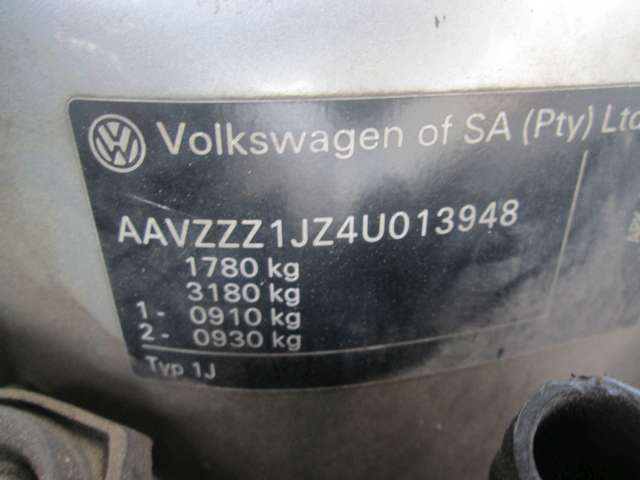 Volkswagen of SA (Pty) Ltd
AAVZZZ1JZ4U013948
1780 kg
3180 kg
1- 0910 kg
2- 0930 kg
Typ 1J